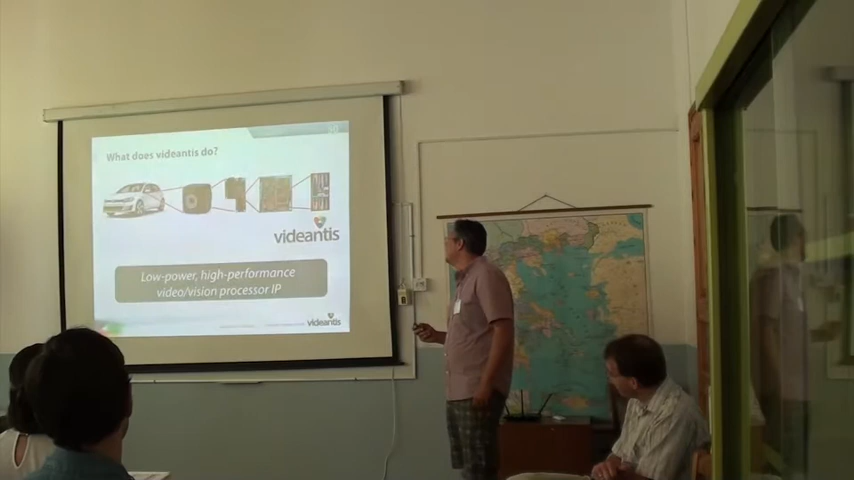 What does videantis do?
videantis
Low-power, high-performance
video/vision processor IP
videantis